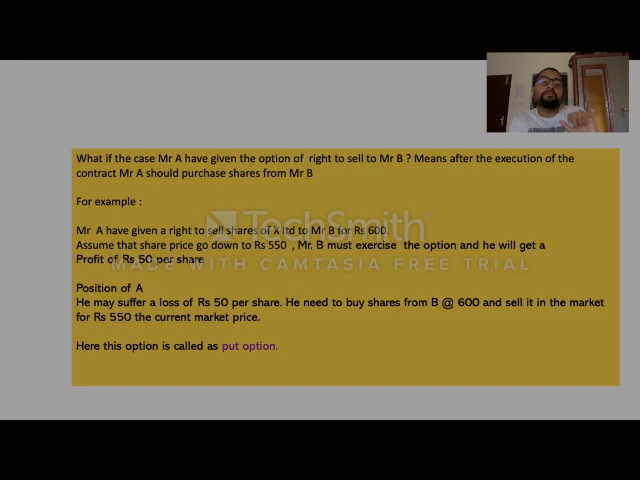 What if the case Mr A have given the option of right to sell to Mr B ? Means after the execution of the
contract Mr A should purchase shares from Mr B
For example :
Mr A have given a right to sell shares of X ltd to Mr B for Rs 600.
TechSmith®
Assume that share price go down to Rs 550 , Mr. B must exercise the option and he will get a
Profit of Rs 50 per share
MADE WITH CAMTASIA FREE TRIAL
Position of A
He may suffer a loss of Rs 50 per share. He need to buy shares from B @ 600 and sell it in the market
for Rs 550 the current market price.
Here this option is called as put option.